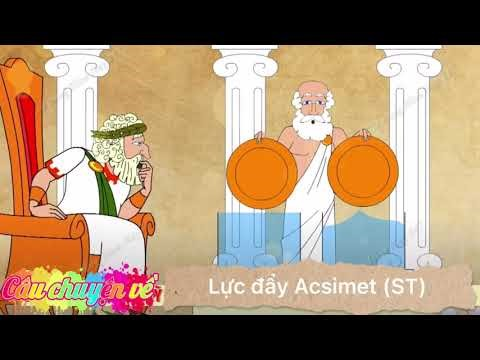 Câu chuyện về
Lực đẩy Acsimet (ST)